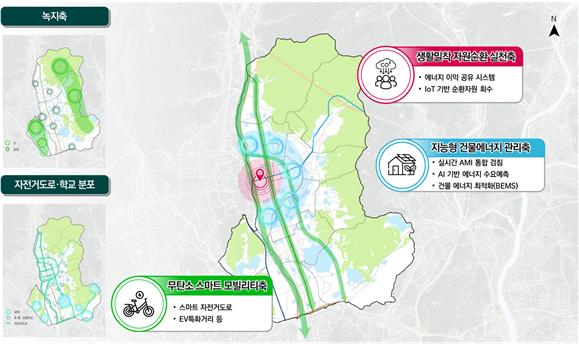 녹지축
자전거도로·학교 분포
N
생활밀착 자원순환 실천축
• 에너지 이익 공유 시스템
• IoT 기반 순환자원 회수
지능형 건물에너지 관리축
• 실시간 AMI 통합 검침
• AI 기반 에너지 수요예측
• 건물 에너지 최적화(BEMS)
무탄소 스마트 모빌리티축
• 스마트 자전거도로
• EV특화거리 등